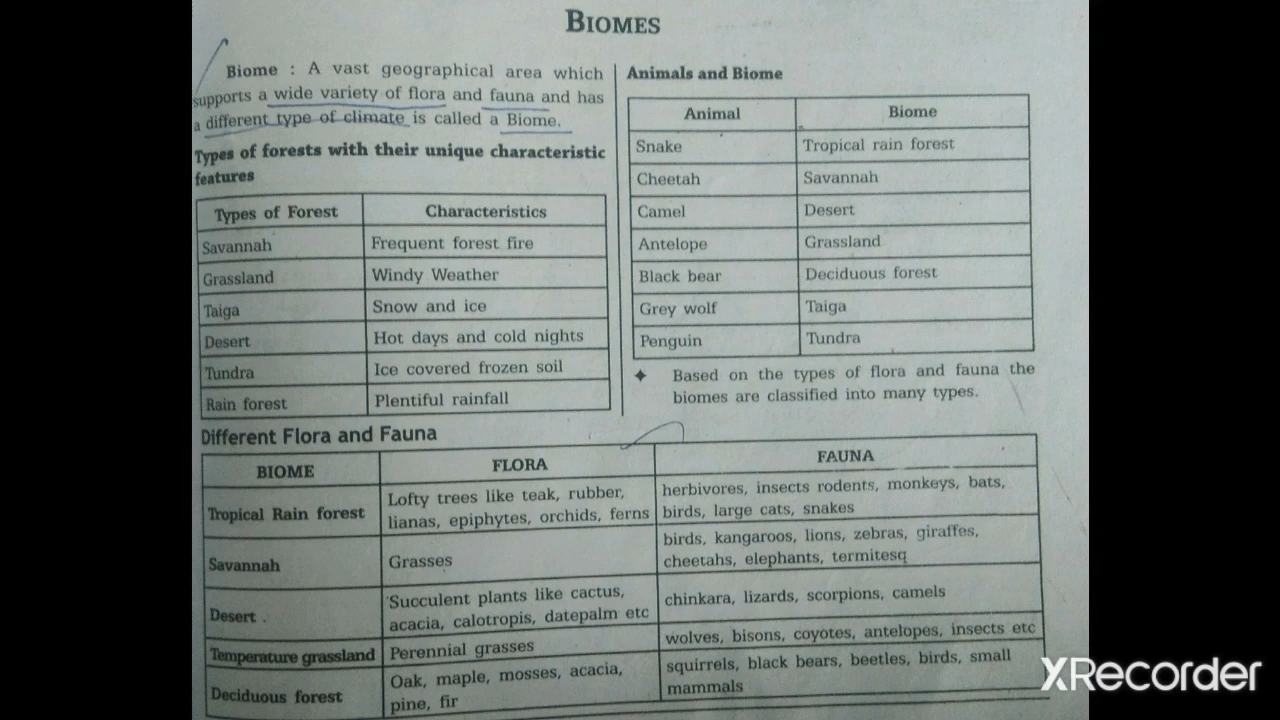 BIOMES
Biome : A vast geographical area which
supports a wide variety of flora and fauna and has
a different type of climate is called a Biome.
Types of forests with their unique characteristic
features
Types of Forest Characteristics
Savannah Frequent forest fire
Grassland Windy Weather
Taiga Snow and ice
Desert Hot days and cold nights
Tundra Ice covered frozen soil
Rain forest Plentiful rainfall
Animals and Biome
Animal Biome
Snake Tropical rain forest
Cheetah Savannah
Camel Desert
Antelope Grassland
Black bear Deciduous forest
Grey wolf Taiga
Penguin Tundra
✦ Based on the types of flora and fauna the
biomes are classified into many types.
Different Flora and Fauna
BIOME FLORA FAUNA
Tropical Rain forest
Lofty trees like teak, rubber,
lianas, epiphytes, orchids, ferns
herbivores, insects rodents, monkeys, bats,
birds, large cats, snakes
Savannah
Grasses
birds, kangaroos, lions, zebras, giraffes,
cheetahs, elephants, termitesq
Desert
Succulent plants like cactus,
acacia, calotropis, datepalm etc
chinkara, lizards, scorpions, camels
Temperature grassland
Perennial grasses
wolves, bisons, coyotes, antelopes, insects etc
Deciduous forest
Oak, maple, mosses, acacia,
pine, fir
squirrels, black bears, beetles, birds, small
mammals
XRecorder